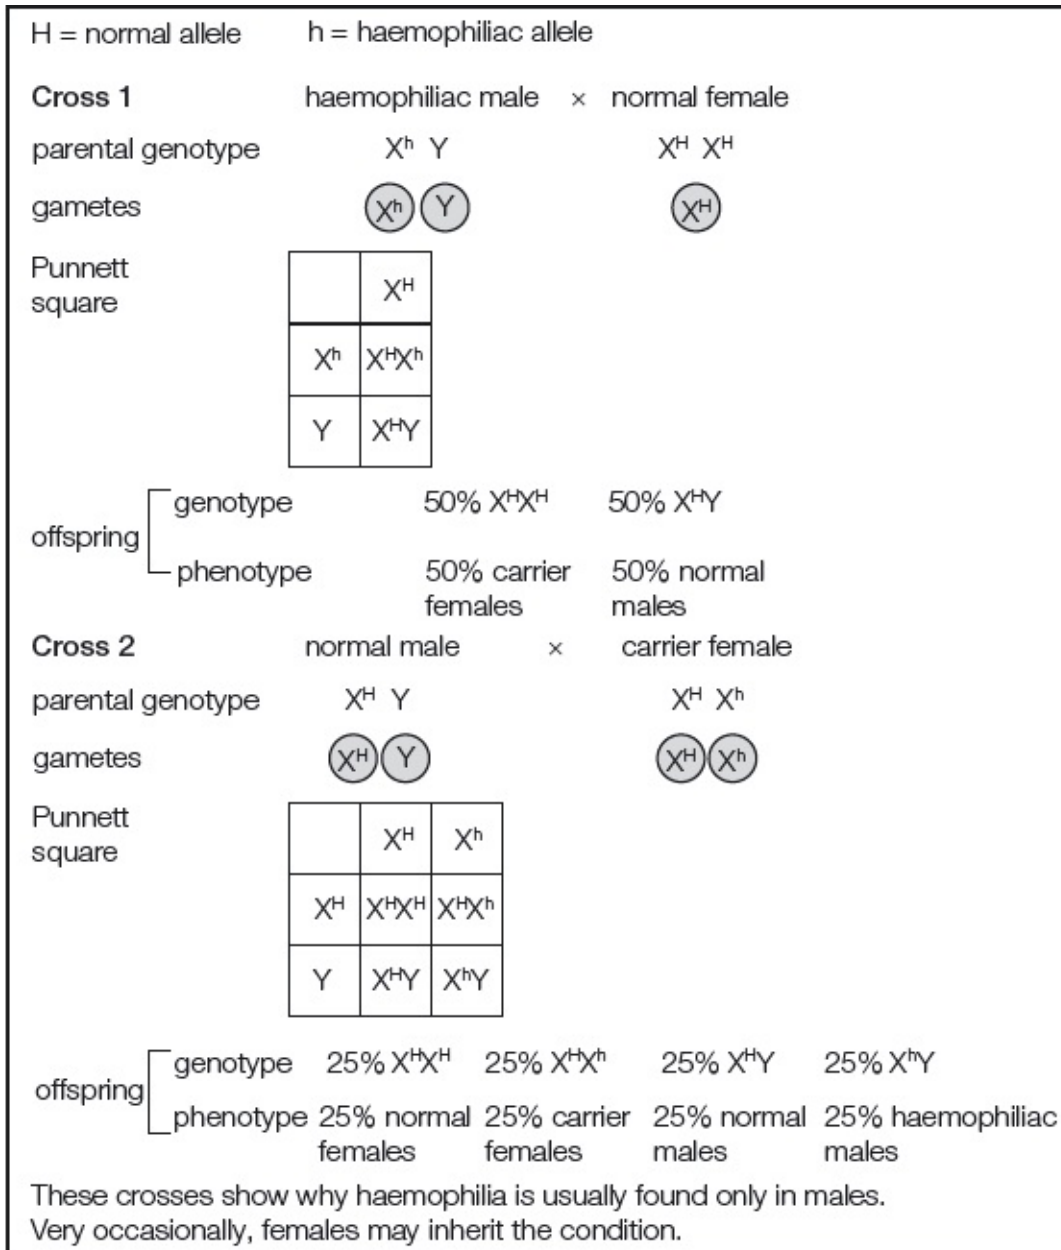 H = normal allele h = haemophiliac allele
Cross 1 haemophiliac male × normal female
parental genotype Xʰ Y Xᴴ Xᴴ
gametes Xʰ Y Xᴴ
Punnett
square
Xᴴ
Xʰ XᴴXʰ
Y XᴴY
offspring
genotype 50% XᴴXᴴ 50% XᴴY
phenotype 50% carrier 50% normal
females males
Cross 2 normal male × carrier female
parental genotype Xᴴ Y Xᴴ Xʰ
gametes Xᴴ Y Xᴴ Xʰ
Punnett
square
Xᴴ Xʰ
Xᴴ XᴴXᴴ XᴴXʰ
Y XᴴY XʰY
offspring
genotype 25% XᴴXᴴ 25% XᴴXʰ 25% XᴴY 25% XʰY
phenotype 25% normal 25% carrier 25% normal 25% haemophiliac
females females males males
These crosses show why haemophilia is usually found only in males.
Very occasionally, females may inherit the condition.